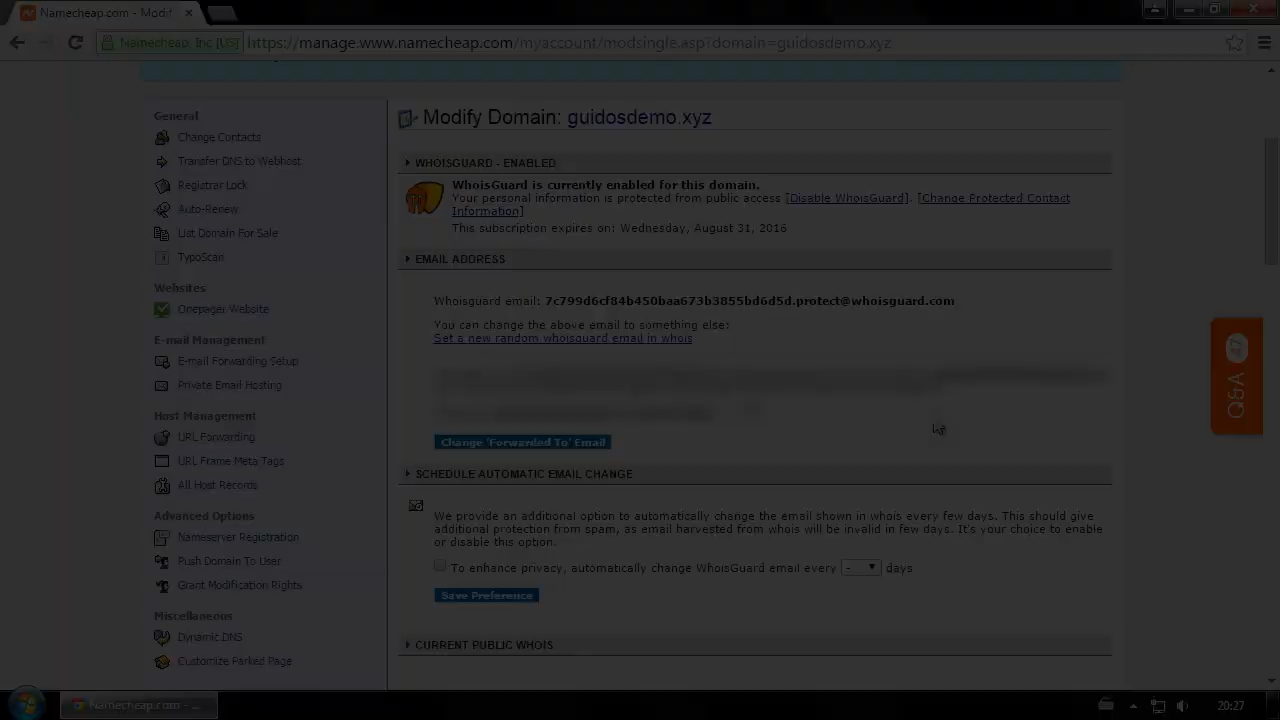 Namecheap.com - Modif
Namecheap, Inc [US]
https://manage.www.namecheap.com/myaccount/modsingle.asp?domain=guidosdemo.xyz
General
Change Contacts
Transfer DNS to Webhost
Registrar Lock
Auto-Renew
List Domain For Sale
TypoScan
Websites
Onepager Website
E-mail Management
E-mail Forwarding Setup
Private Email Hosting
Host Management
URL Forwarding
URL Frame Meta Tags
All Host Records
Advanced Options
Nameserver Registration
Push Domain To User
Grant Modification Rights
Miscellaneous
Dynamic DNS
Customize Parked Page
Modify Domain: guidosdemo.xyz
WHOISGUARD - ENABLED
WhoisGuard is currently enabled for this domain.
Your personal information is protected from public access [Disable WhoisGuard]. [Change Protected Contact
Information]
This subscription expires on: Wednesday, August 31, 2016
EMAIL ADDRESS
Whoisguard email: 7c799d6cf84b450baa673b3855bd6d5d.protect@whoisguard.com
You can change the above email to something else:
Set a new random whoisguard email in whois
Change 'Forwarded To' Email
SCHEDULE AUTOMATIC EMAIL CHANGE
We provide an additional option to automatically change the email shown in whois every few days. This should give
additional protection from spam, as email harvested from whois will be invalid in few days. It's your choice to enable
or disable this option.
To enhance privacy, automatically change WhoisGuard email every - days
Save Preference
CURRENT PUBLIC WHOIS
Q&A
Namecheap.com - ...
20:27